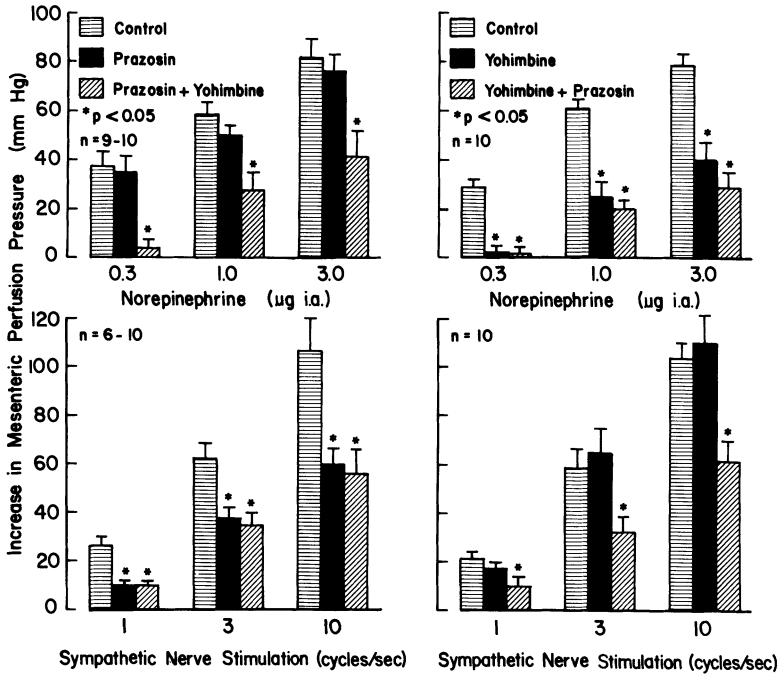 Increase in Mesenteric Perfusion Pressure (mm Hg)
100
80
60
40
20
0
Control
Prazosin
Prazosin + Yohimbine
*p < 0.05
n = 9-10
*
*
*
0.3 1.0 3.0
Norepinephrine (µg i.a.)
Control
Yohimbine
Yohimbine + Prazosin
*p < 0.05
n = 10
* *
* *
* *
0.3 1.0 3.0
Norepinephrine (µg i.a.)
120
100
80
60
40
20
0
n = 6 - 10
* *
* *
* *
1 3 10
Sympathetic Nerve Stimulation (cycles/sec)
n = 10
*
*
*
1 3 10
Sympathetic Nerve Stimulation (cycles/sec)